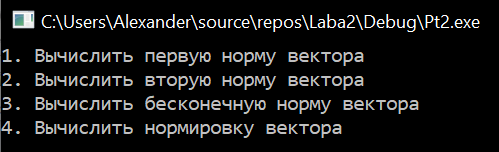 C:\Users\Alexander\source\repos\Laba2\Debug\Pt2.exe
1. Вычислить первую норму вектора
2. Вычислить вторую норму вектора
3. Вычислить бесконечную норму вектора
4. Вычислить нормировку вектора